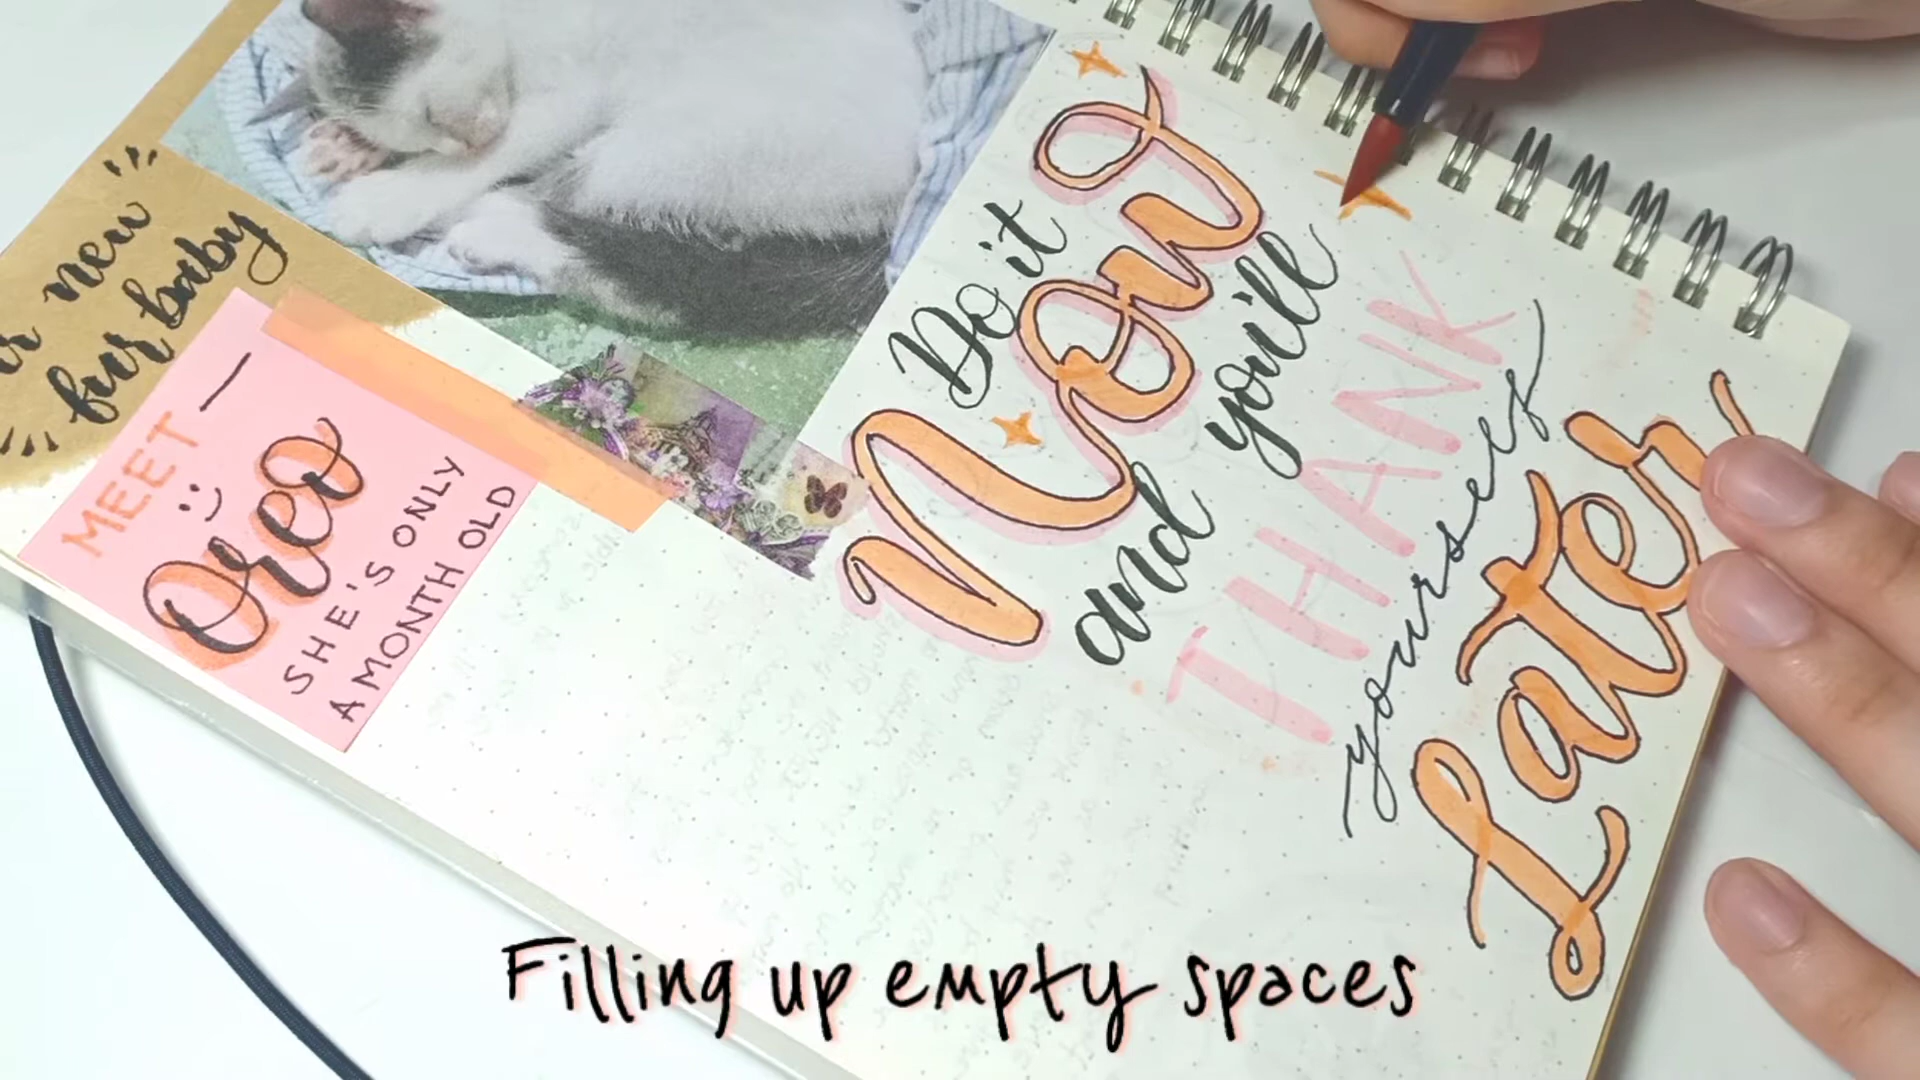 r new
fur baby
MEET
Oreo
SHE'S ONLY
A MONTH OLD
Do it
Now
and you'll
THANK
yourself
Later
Filling up empty spaces